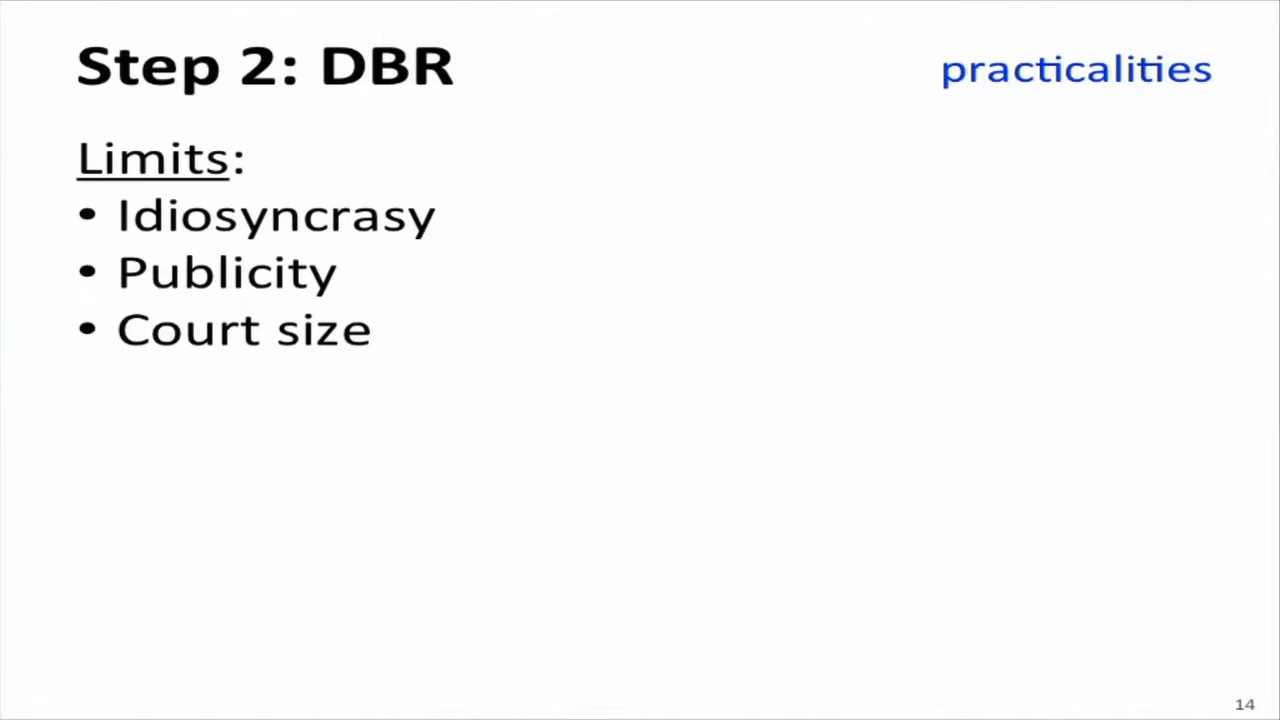 Step 2: DBR
practicalities
Limits:
• Idiosyncrasy
• Publicity
• Court size
14